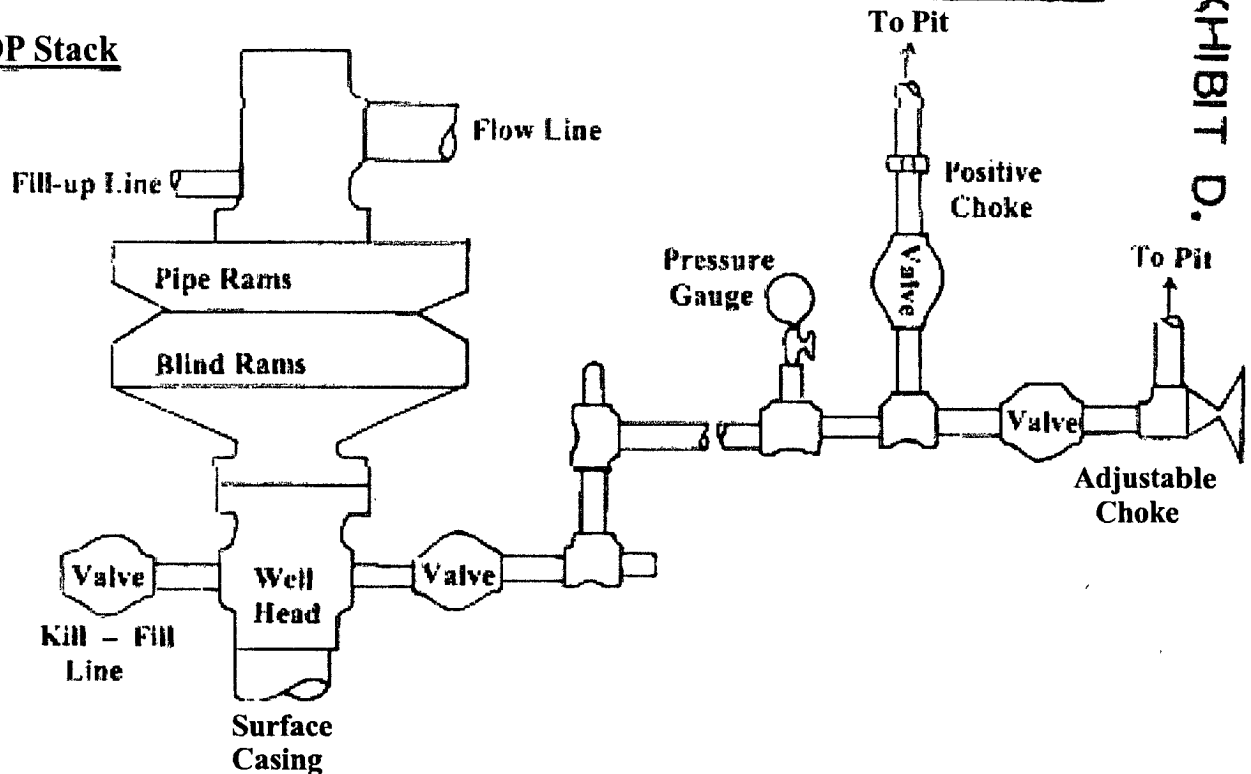 OP Stack
To Pit
EXHIBIT D.
Flow Line
Fill-up Line
Positive
Choke
Pipe Rams
Valve
Pressure
Gauge
To Pit
Blind Rams
Valve
Adjustable
Choke
Valve
Well
Head
Valve
Kill – Fill
Line
Surface
Casing